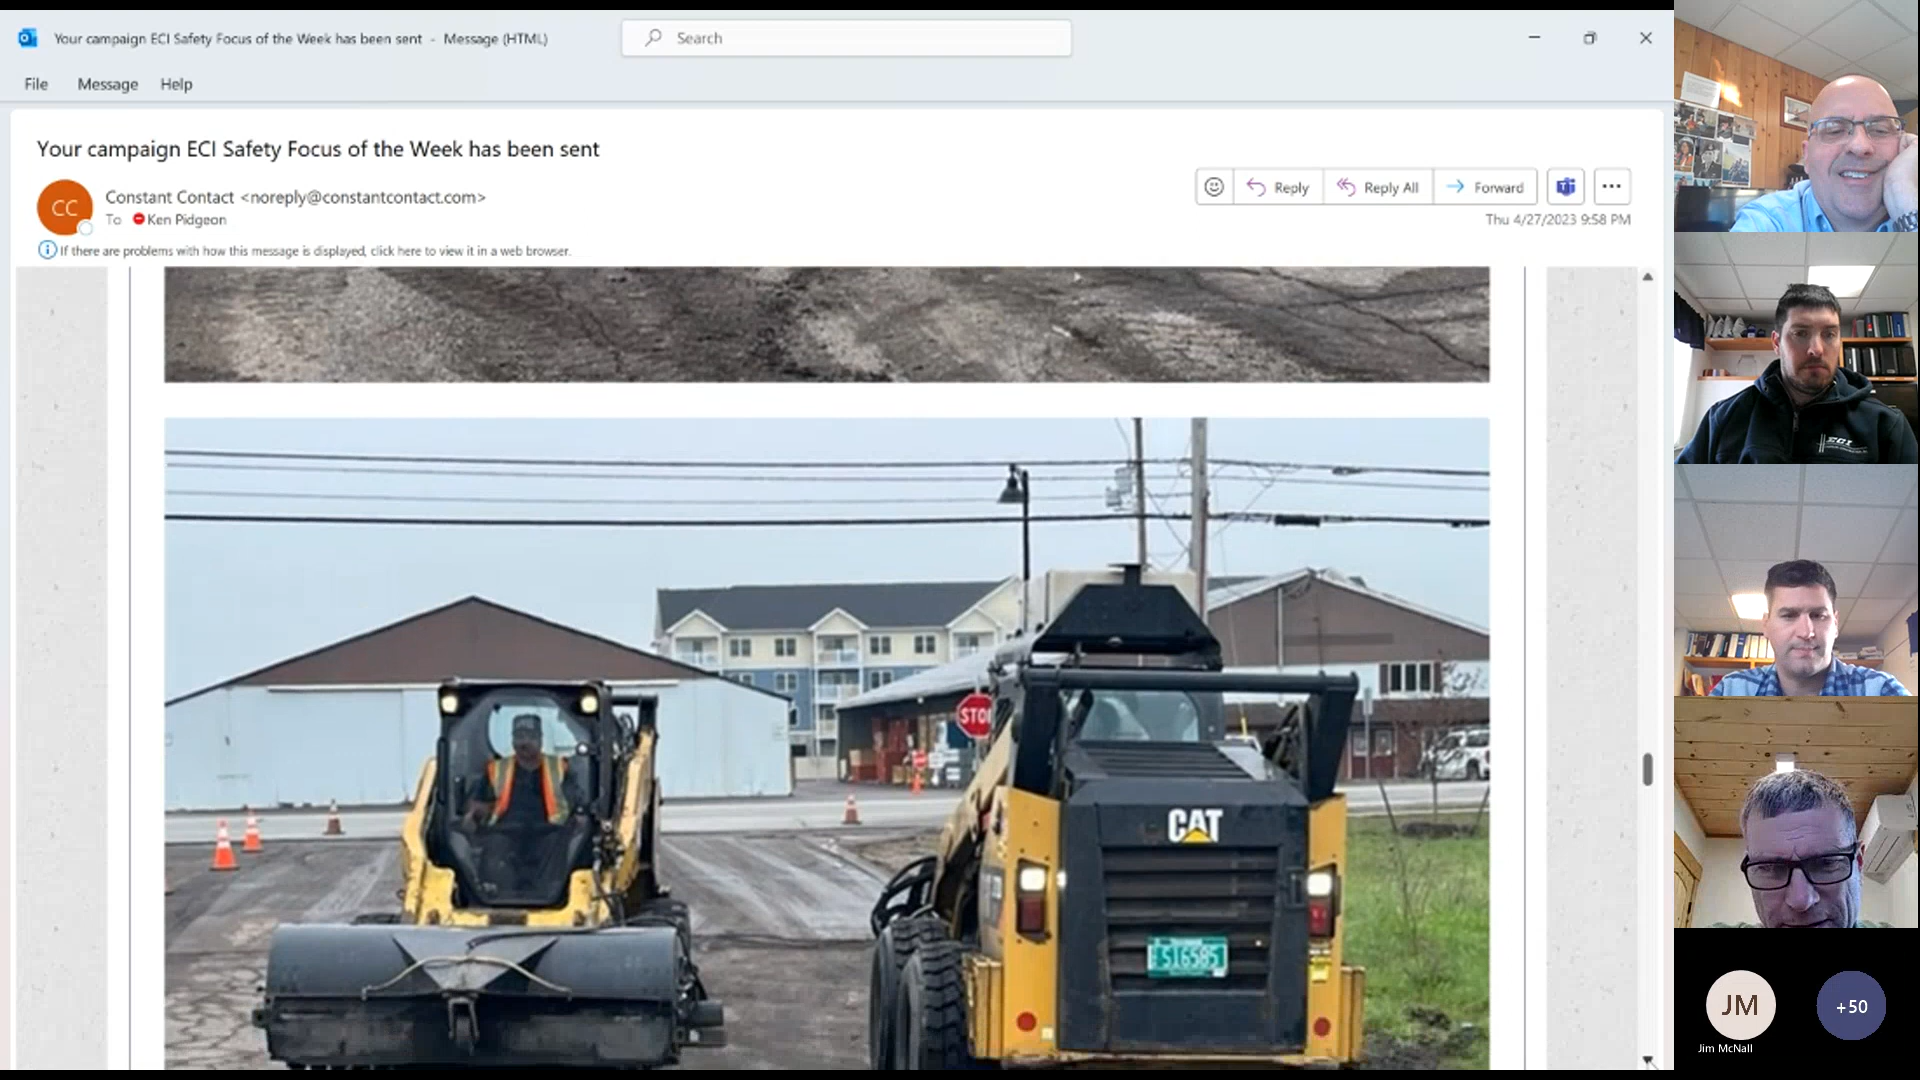 Your campaign ECI Safety Focus of the Week has been sent - Message (HTML)
Search
File Message Help
Your campaign ECI Safety Focus of the Week has been sent
CC
Constant Contact <noreply@constantcontact.com>
To Ken Pidgeon
Reply
Reply All
Forward
Thu 4/27/2023 9:58 PM
If there are problems with how this message is displayed, click here to view it in a web browser.
STOP
CAT
S16585
ECI
JM
+50
Jim McNall